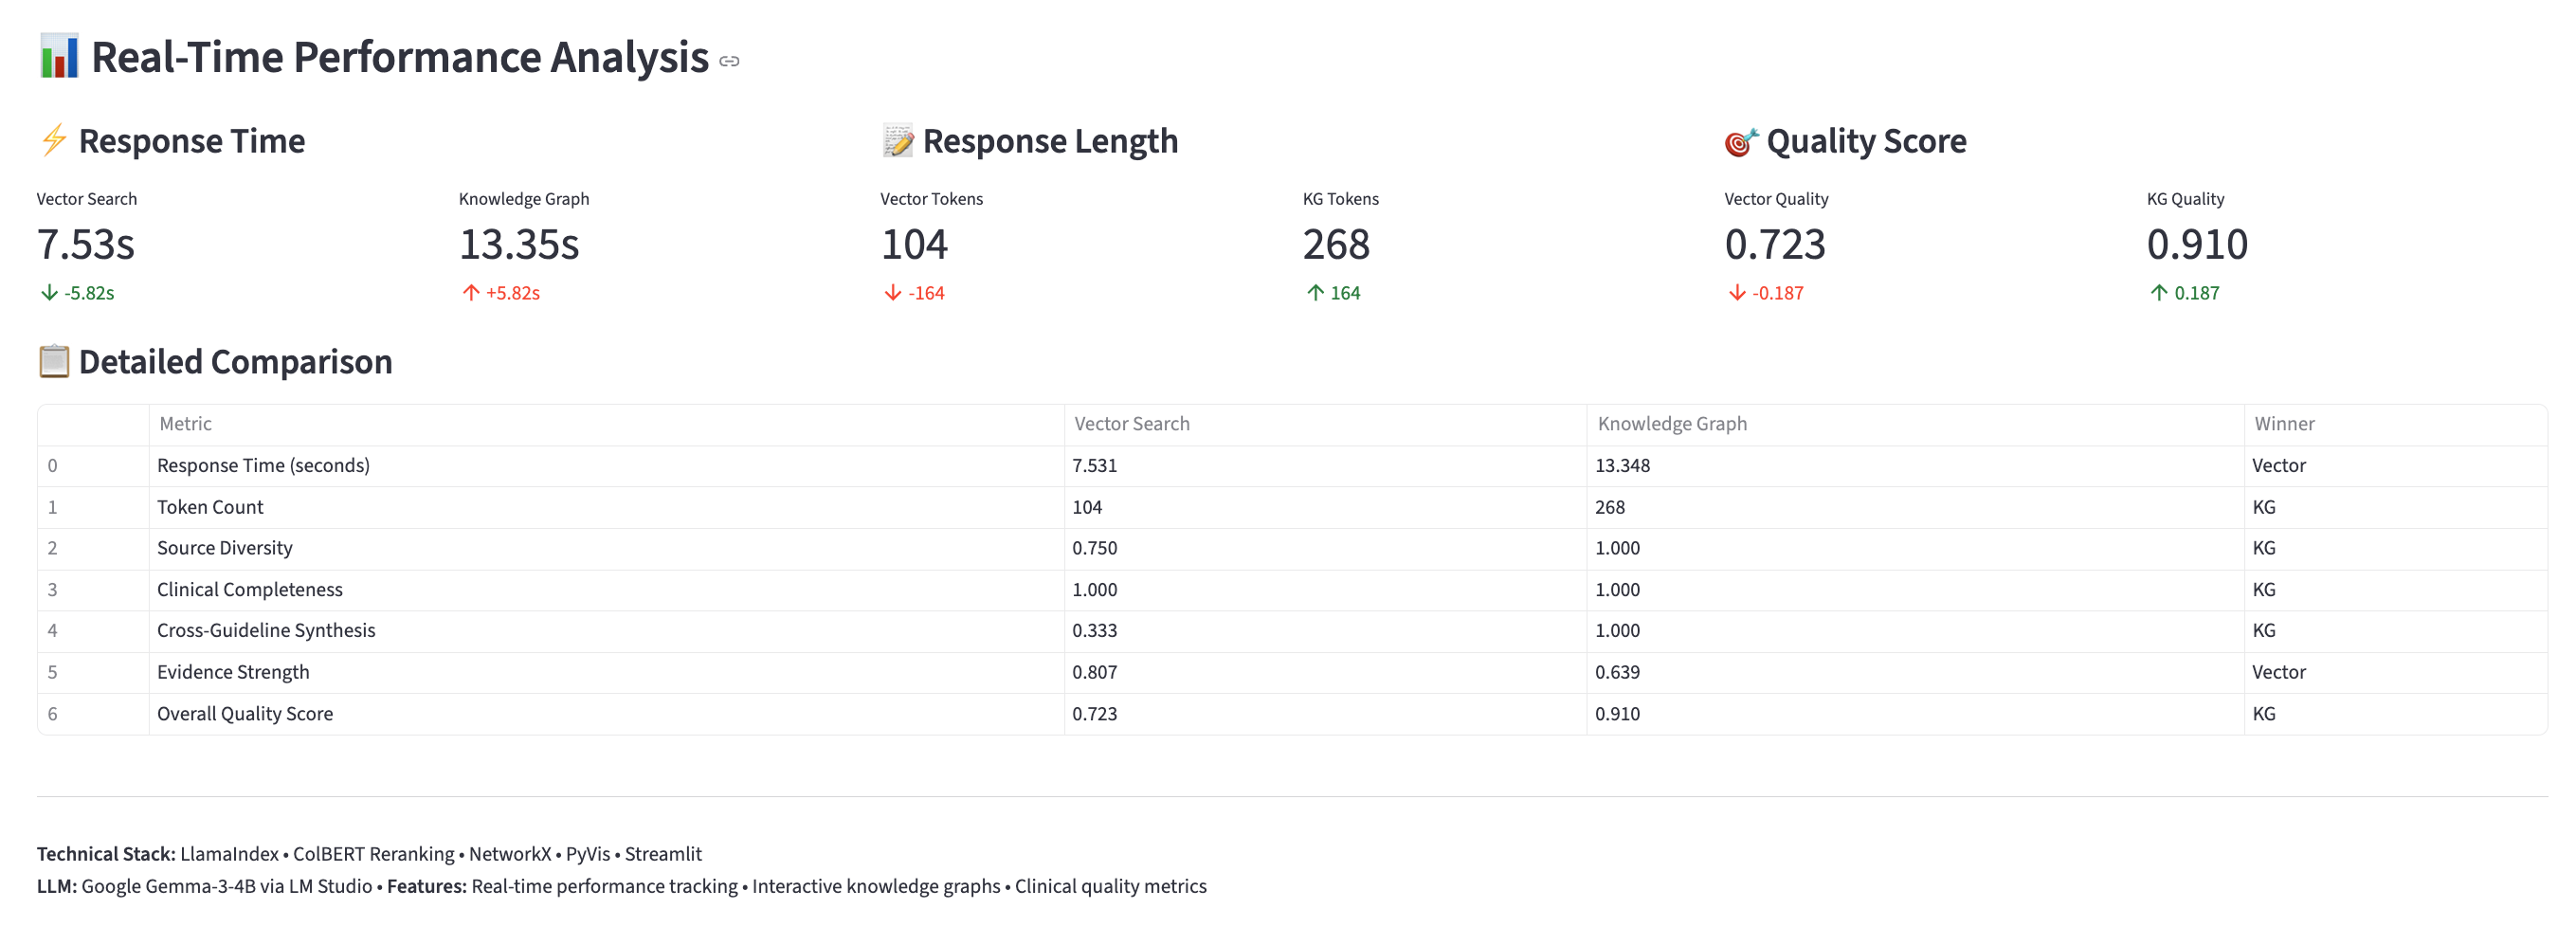 Real-Time Performance Analysis
Response Time Response Length Quality Score
Vector Search Knowledge Graph Vector Tokens KG Tokens Vector Quality KG Quality
7.53s 13.35s 104 268 0.723 0.910
↓ -5.82s ↑ +5.82s ↓ -164 ↑ 164 ↓ -0.187 ↑ 0.187
Detailed Comparison
Metric Vector Search Knowledge Graph Winner
0 Response Time (seconds) 7.531 13.348 Vector
1 Token Count 104 268 KG
2 Source Diversity 0.750 1.000 KG
3 Clinical Completeness 1.000 1.000 KG
4 Cross-Guideline Synthesis 0.333 1.000 KG
5 Evidence Strength 0.807 0.639 Vector
6 Overall Quality Score 0.723 0.910 KG
Technical Stack: LlamaIndex • ColBERT Reranking • NetworkX • PyVis • Streamlit
LLM: Google Gemma-3-4B via LM Studio • Features: Real-time performance tracking • Interactive knowledge graphs • Clinical quality metrics